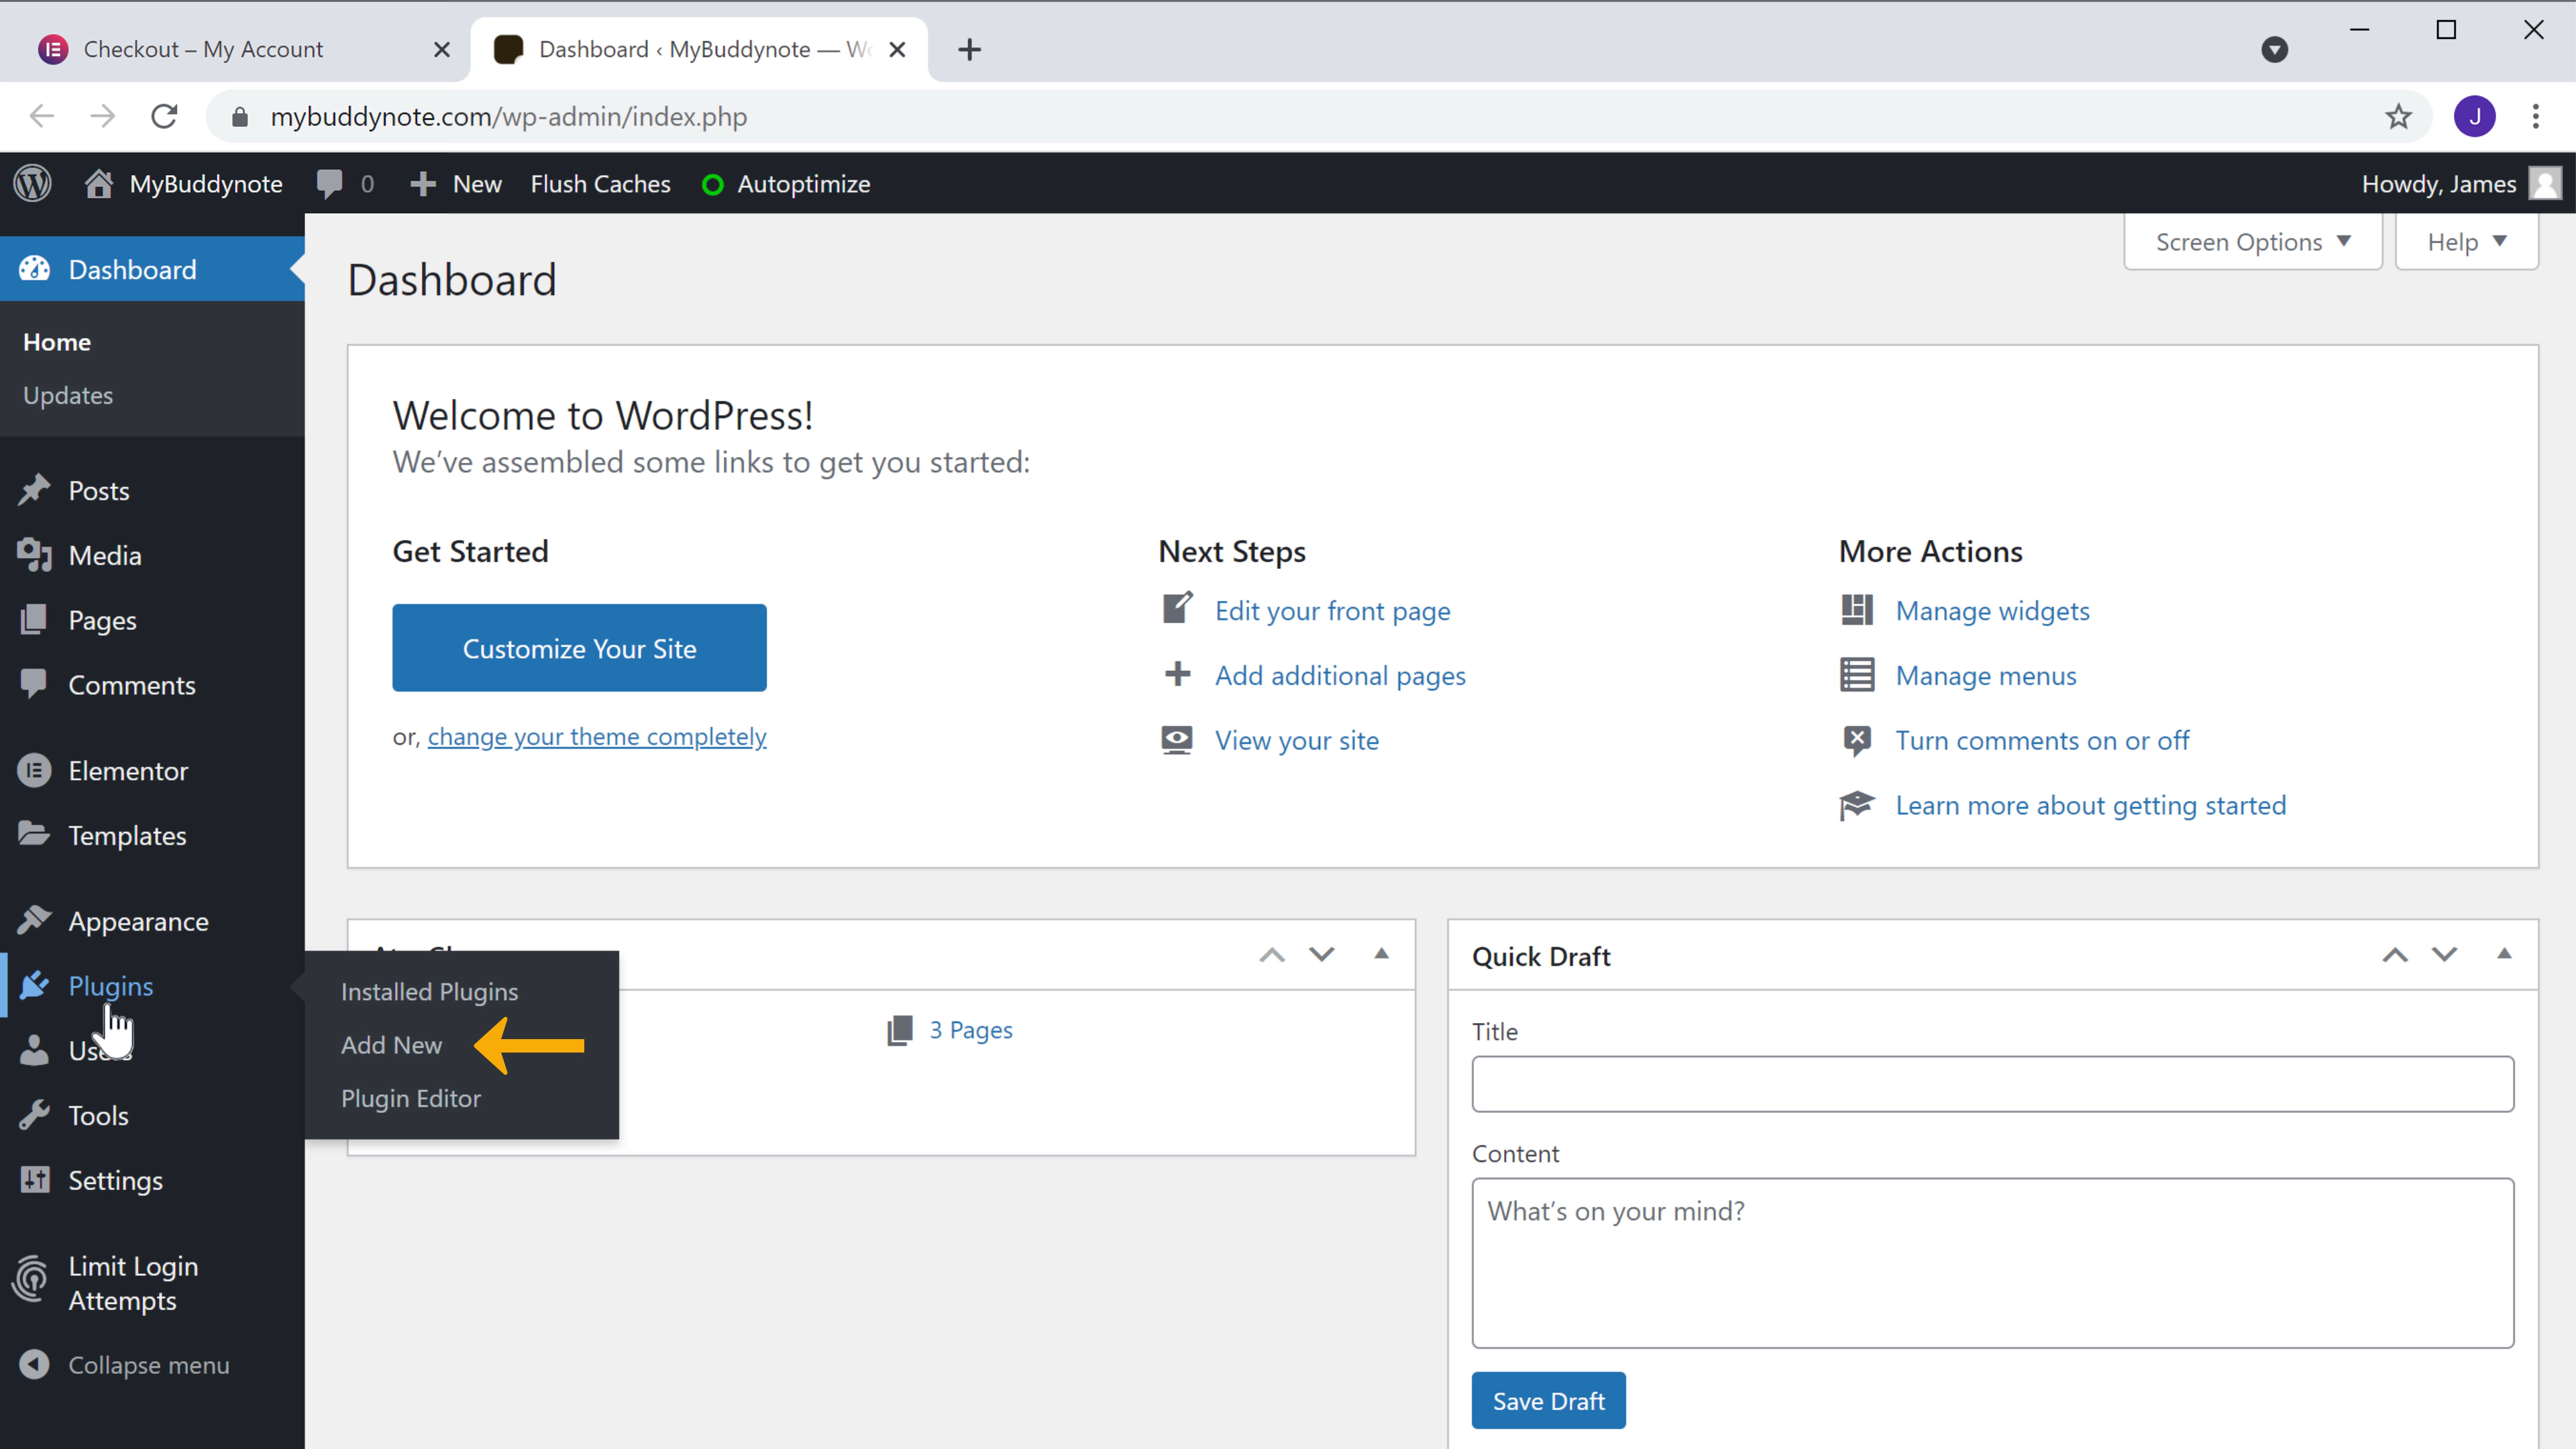 Checkout – My Account
Dashboard ‹ MyBuddynote —
mybuddynote.com/wp-admin/index.php
J
MyBuddynote
0
New
Flush Caches
Autoptimize
Howdy, James
Dashboard
Screen Options
Help
Dashboard
Home
Updates
Posts
Media
Pages
Comments
Elementor
Templates
Appearance
Plugins
Users
Tools
Settings
Limit Login
Attempts
Collapse menu
Installed Plugins
Add New
Plugin Editor
Welcome to WordPress!
We've assembled some links to get you started:
Get Started
Customize Your Site
or, change your theme completely
Next Steps
Edit your front page
Add additional pages
View your site
More Actions
Manage widgets
Manage menus
Turn comments on or off
Learn more about getting started
3 Pages
Quick Draft
Title
Content
What's on your mind?
Save Draft